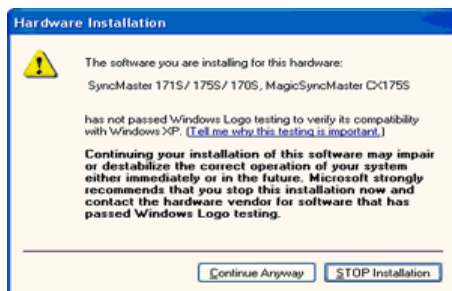 Hardware Installation
The software you are installing for this hardware:
SyncMaster 171S/ 175S/ 170S, MagicSyncMaster CX175S
has not passed Windows Logo testing to verify its compatibility
with Windows XP. (Tell me why this testing is important.)
Continuing your installation of this software may impair
or destabilize the correct operation of your system
either immediately or in the future. Microsoft strongly
recommends that you stop this installation now and
contact the hardware vendor for software that has
passed Windows Logo testing.
Continue Anyway
STOP Installation